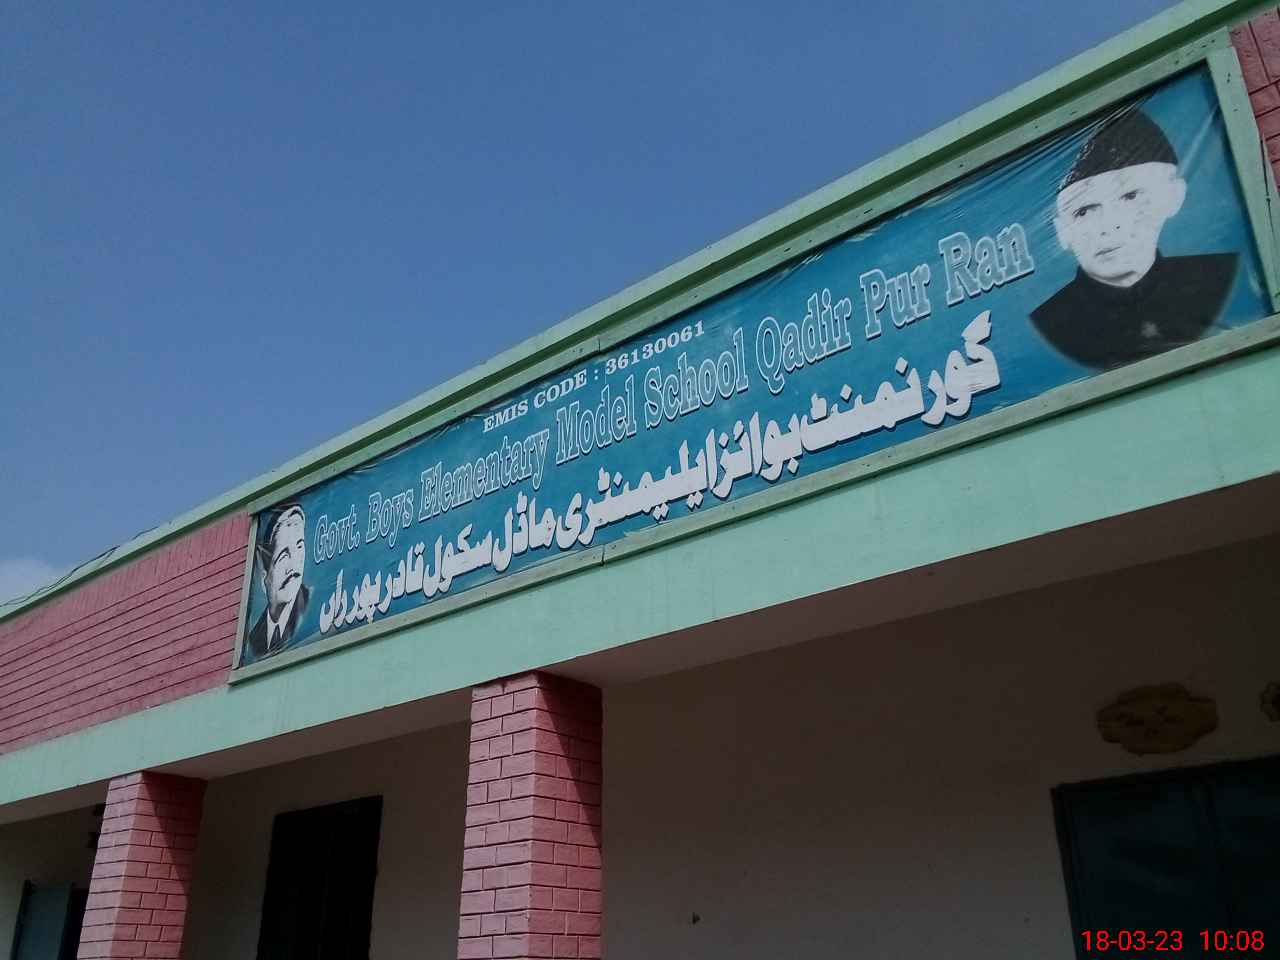 EMIS CODE : 36130061
Govt. Boys Elementary Model School Qadir Pur Ran
گورنمنٹ بوائز ایلیمنٹری ماڈل سکول قادر پور راں
18-03-23 10:08